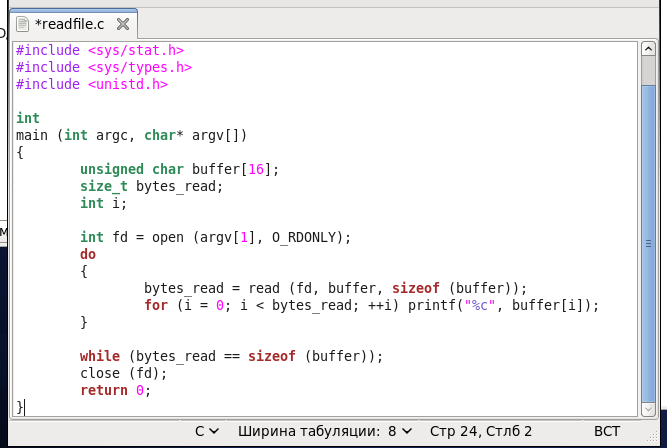 *readfile.c
#include <sys/stat.h>
#include <sys/types.h>
#include <unistd.h>
int
main (int argc, char* argv[])
{
unsigned char buffer[16];
size_t bytes_read;
int i;
int fd = open (argv[1], O_RDONLY);
do
{
bytes_read = read (fd, buffer, sizeof (buffer));
for (i = 0; i < bytes_read; ++i) printf("%c", buffer[i]);
}
while (bytes_read == sizeof (buffer));
close (fd);
return 0;
}
C Ширина табуляции: 8 Стр 24, Стлб 2 ВСТ